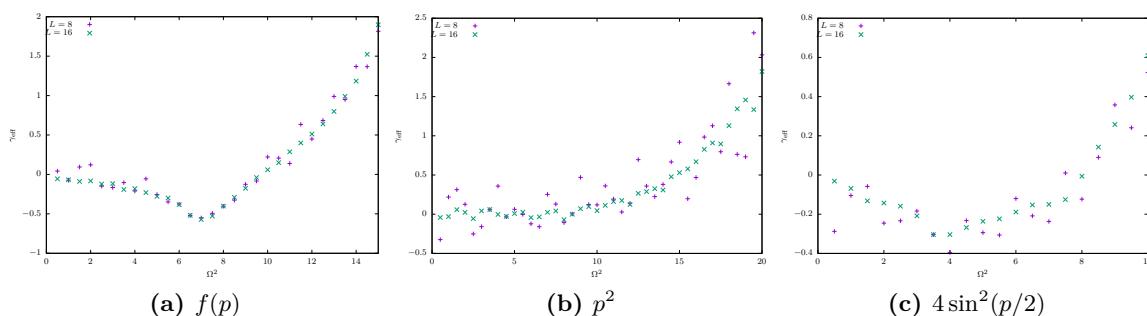 2
1.5
1
0.5
0
-0.5
-1
0 2 4 6 8 10 12 14
γeff
Ω²
L = 8
L = 16
(a) f(p)
2.5
2
1.5
1
0.5
0
-0.5
0 5 10 15 20
γeff
Ω²
L = 8
L = 16
(b) p²
0.8
0.6
0.4
0.2
0
-0.2
-0.4
0 2 4 6 8 10
γeff
Ω²
L = 8
L = 16
(c) 4 sin²(p/2)